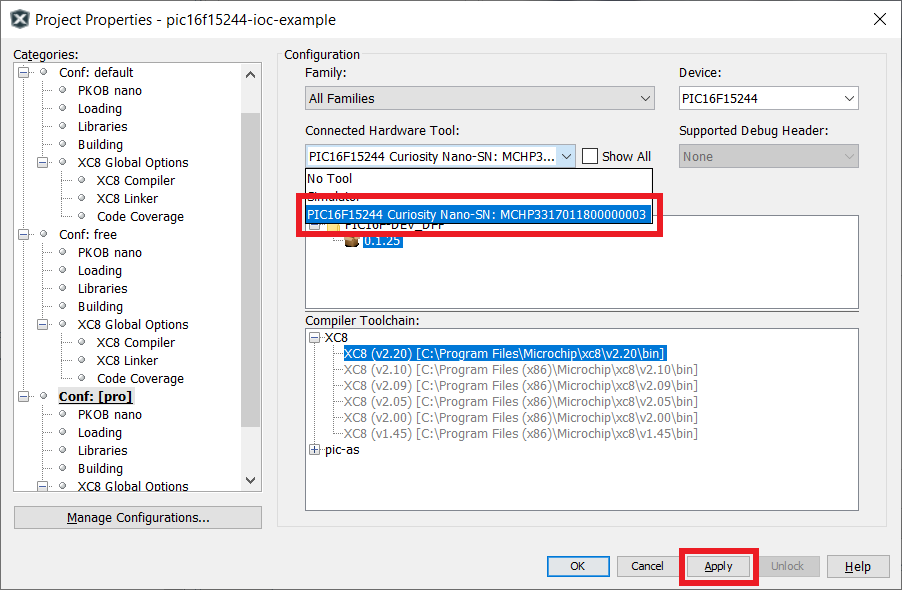 Project Properties - pic16f15244-ioc-example
Categories:
Conf: default
PKOB nano
Loading
Libraries
Building
XC8 Global Options
XC8 Compiler
XC8 Linker
Code Coverage
Conf: free
PKOB nano
Loading
Libraries
Building
XC8 Global Options
XC8 Compiler
XC8 Linker
Code Coverage
Conf: [pro]
PKOB nano
Loading
Libraries
Building
XC8 Global Options
Manage Configurations...
Configuration
Family:
All Families
Device:
PIC16F15244
Connected Hardware Tool:
PIC16F15244 Curiosity Nano-SN: MCHP3...
Show All
Supported Debug Header:
None
No Tool
Simulator
PIC16F15244 Curiosity Nano-SN: MCHP3317011800000003
PIC16F-DEV_DFP
0.1.25
Compiler Toolchain:
XC8
XC8 (v2.20) [C:\Program Files\Microchip\xc8\v2.20\bin]
XC8 (v2.10) [C:\Program Files (x86)\Microchip\xc8\v2.10\bin]
XC8 (v2.09) [C:\Program Files (x86)\Microchip\xc8\v2.09\bin]
XC8 (v2.05) [C:\Program Files (x86)\Microchip\xc8\v2.05\bin]
XC8 (v2.00) [C:\Program Files (x86)\Microchip\xc8\v2.00\bin]
XC8 (v1.45) [C:\Program Files (x86)\Microchip\xc8\v1.45\bin]
pic-as
OK
Cancel
Apply
Unlock
Help